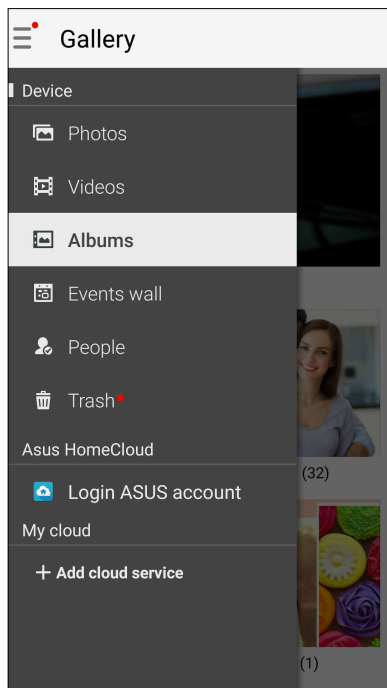 Gallery
Device
Photos
Videos
Albums
Events wall
People
Trash
Asus HomeCloud
Login ASUS account
(32)
My cloud
+ Add cloud service
(1)